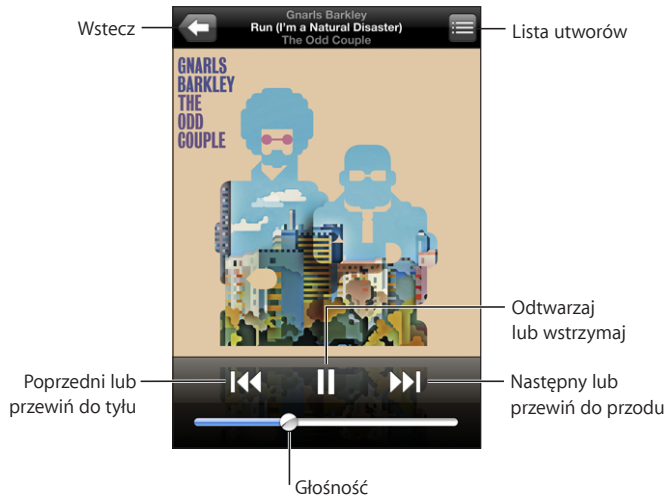 Wstecz
Gnarls Barkley
Run (I'm a Natural Disaster)
The Odd Couple
Lista utworów
GNARLS
BARKLEY
THE
ODD
COUPLE
Odtwarzaj
lub wstrzymaj
Poprzedni lub
przewiń do tyłu
Następny lub
przewiń do przodu
Głośność